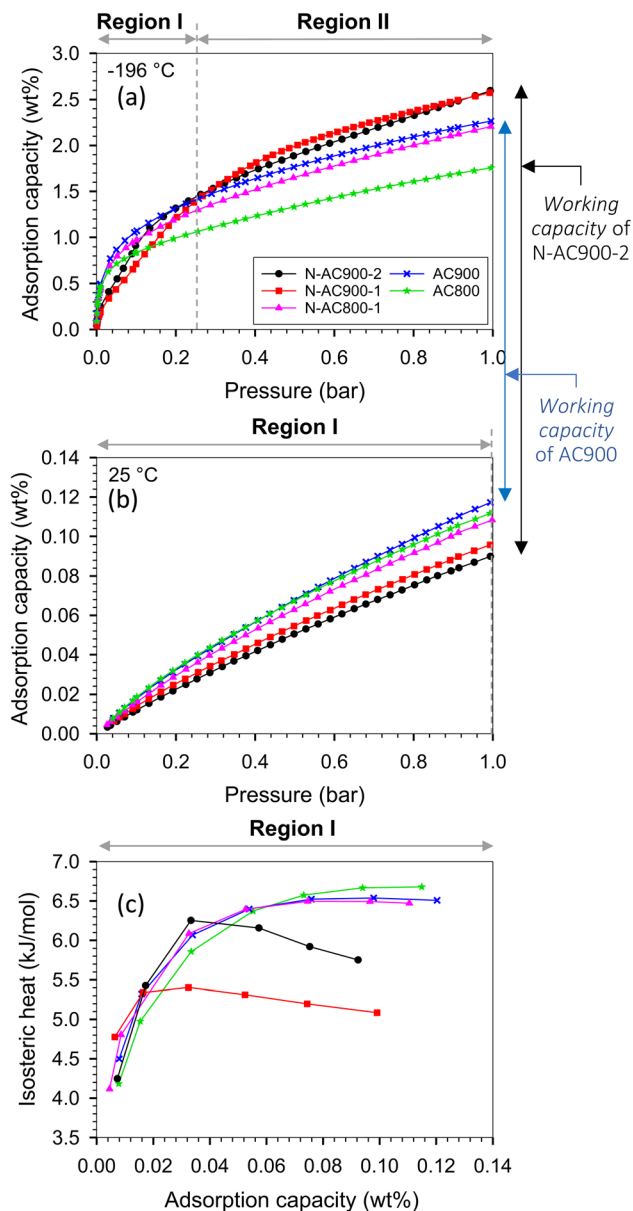 Region I Region II
-196 °C
(a)
Adsorption capacity (wt%)
3.0
2.5
2.0
1.5
1.0
0.5
0.0
N-AC900-2
N-AC900-1
N-AC800-1
AC900
AC800
0.0 0.2 0.4 0.6 0.8 1.0
Pressure (bar)
Working
capacity of
N-AC900-2
Working
capacity
of AC900
Region I
25 °C
(b)
Adsorption capacity (wt%)
0.14
0.12
0.10
0.08
0.06
0.04
0.02
0.00
0.0 0.2 0.4 0.6 0.8 1.0
Pressure (bar)
Region I
(c)
Isosteric heat (kJ/mol)
7.0
6.5
6.0
5.5
5.0
4.5
4.0
3.5
0.00 0.02 0.04 0.06 0.08 0.10 0.12 0.14
Adsorption capacity (wt%)